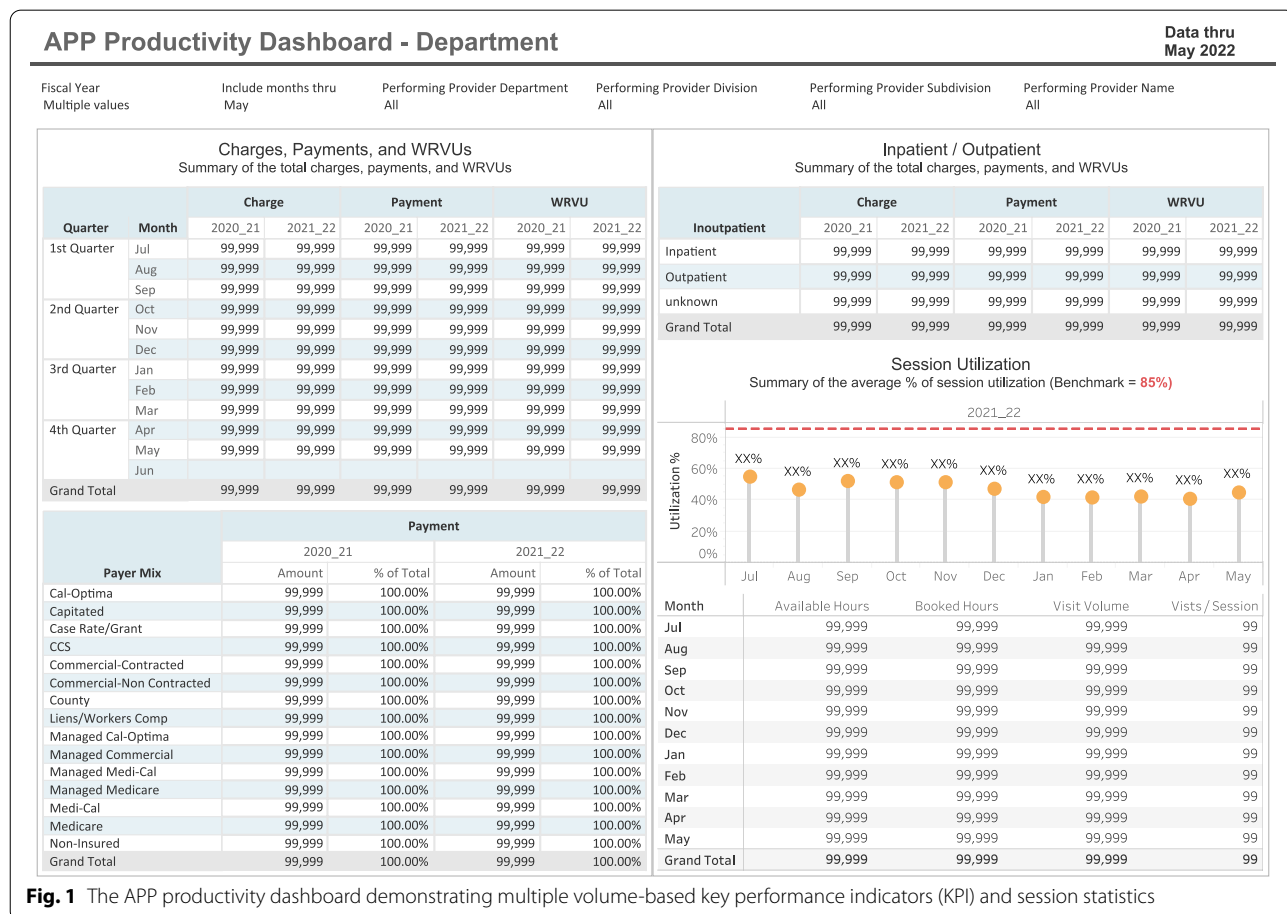 APP Productivity Dashboard - Department
Data thru
May 2022
Fiscal Year Include months thru Performing Provider Department Performing Provider Division Performing Provider Subdivision Performing Provider Name
Multiple values May All All All All
Charges, Payments, and WRVUs
Summary of the total charges, payments, and WRVUs
Charge Payment WRVU
Quarter Month 2020_21 2021_22 2020_21 2021_22 2020_21 2021_22
1st Quarter Jul 99,999 99,999 99,999 99,999 99,999 99,999
Aug 99,999 99,999 99,999 99,999 99,999 99,999
Sep 99,999 99,999 99,999 99,999 99,999 99,999
2nd Quarter Oct 99,999 99,999 99,999 99,999 99,999 99,999
Nov 99,999 99,999 99,999 99,999 99,999 99,999
Dec 99,999 99,999 99,999 99,999 99,999 99,999
3rd Quarter Jan 99,999 99,999 99,999 99,999 99,999 99,999
Feb 99,999 99,999 99,999 99,999 99,999 99,999
Mar 99,999 99,999 99,999 99,999 99,999 99,999
4th Quarter Apr 99,999 99,999 99,999 99,999 99,999 99,999
May 99,999 99,999 99,999 99,999 99,999 99,999
Jun
Grand Total 99,999 99,999 99,999 99,999 99,999 99,999
Payment
2020_21 2021_22
Payer Mix Amount % of Total Amount % of Total
Cal-Optima 99,999 100.00% 99,999 100.00%
Capitated 99,999 100.00% 99,999 100.00%
Case Rate/Grant 99,999 100.00% 99,999 100.00%
CCS 99,999 100.00% 99,999 100.00%
Commercial-Contracted 99,999 100.00% 99,999 100.00%
Commercial-Non Contracted 99,999 100.00% 99,999 100.00%
County 99,999 100.00% 99,999 100.00%
Liens/Workers Comp 99,999 100.00% 99,999 100.00%
Managed Cal-Optima 99,999 100.00% 99,999 100.00%
Managed Commercial 99,999 100.00% 99,999 100.00%
Managed Medi-Cal 99,999 100.00% 99,999 100.00%
Managed Medicare 99,999 100.00% 99,999 100.00%
Medi-Cal 99,999 100.00% 99,999 100.00%
Medicare 99,999 100.00% 99,999 100.00%
Non-Insured 99,999 100.00% 99,999 100.00%
Grand Total 99,999 100.00% 99,999 100.00%
Inpatient / Outpatient
Summary of the total charges, payments, and WRVUs
Charge Payment WRVU
Inoutpatient 2020_21 2021_22 2020_21 2021_22 2020_21 2021_22
Inpatient 99,999 99,999 99,999 99,999 99,999 99,999
Outpatient 99,999 99,999 99,999 99,999 99,999 99,999
unknown 99,999 99,999 99,999 99,999 99,999 99,999
Grand Total 99,999 99,999 99,999 99,999 99,999 99,999
Session Utilization
Summary of the average % of session utilization (Benchmark = 85%)
2021_22
Utilization %
80%
60%
40%
20%
0%
XX% XX% XX% XX% XX% XX% XX% XX% XX% XX% XX%
Jul Aug Sep Oct Nov Dec Jan Feb Mar Apr May
Month Available Hours Booked Hours Visit Volume Vists / Session
Jul 99,999 99,999 99,999 99
Aug 99,999 99,999 99,999 99
Sep 99,999 99,999 99,999 99
Oct 99,999 99,999 99,999 99
Nov 99,999 99,999 99,999 99
Dec 99,999 99,999 99,999 99
Jan 99,999 99,999 99,999 99
Feb 99,999 99,999 99,999 99
Mar 99,999 99,999 99,999 99
Apr 99,999 99,999 99,999 99
May 99,999 99,999 99,999 99
Grand Total 99,999 99,999 99,999 99
Fig. 1 The APP productivity dashboard demonstrating multiple volume-based key performance indicators (KPI) and session statistics